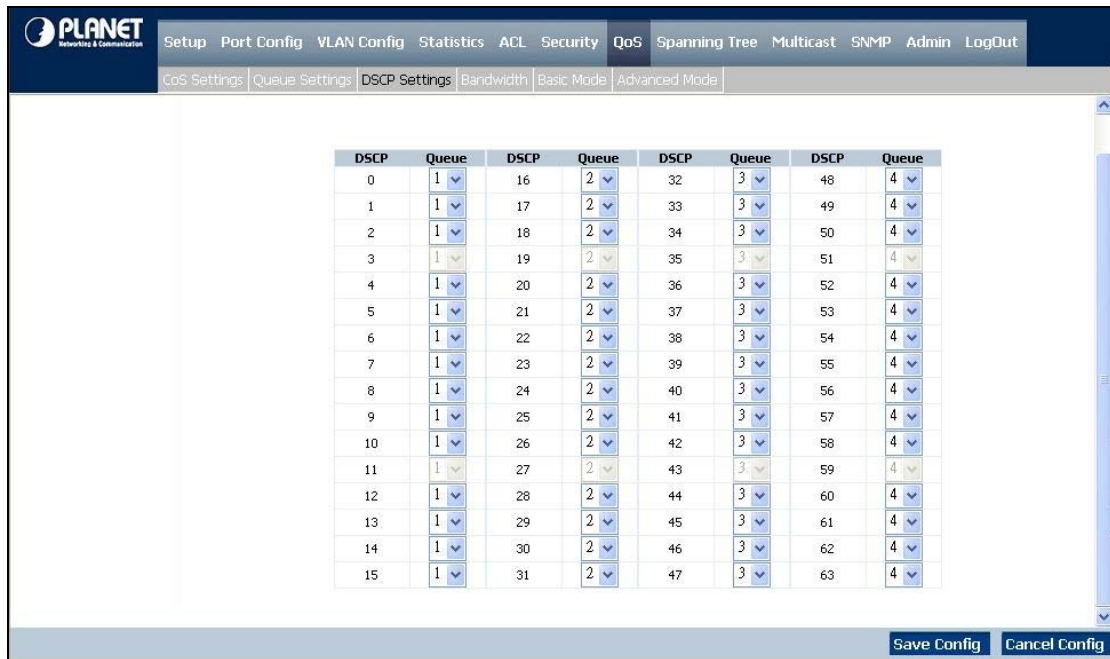 PLANET
Networking & Communication
Setup Port Config VLAN Config Statistics ACL Security QoS Spanning Tree Multicast SNMP Admin LogOut
CoS Settings Queue Settings DSCP Settings Bandwidth Basic Mode Advanced Mode
DSCP Queue DSCP Queue DSCP Queue DSCP Queue
0 1 16 2 32 3 48 4
1 1 17 2 33 3 49 4
2 1 18 2 34 3 50 4
3 1 19 2 35 3 51 4
4 1 20 2 36 3 52 4
5 1 21 2 37 3 53 4
6 1 22 2 38 3 54 4
7 1 23 2 39 3 55 4
8 1 24 2 40 3 56 4
9 1 25 2 41 3 57 4
10 1 26 2 42 3 58 4
11 1 27 2 43 3 59 4
12 1 28 2 44 3 60 4
13 1 29 2 45 3 61 4
14 1 30 2 46 3 62 4
15 1 31 2 47 3 63 4
Save Config Cancel Config